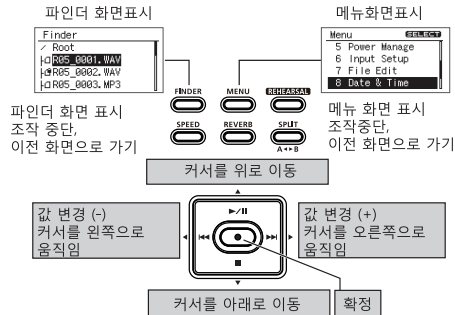 파인더 화면표시
메뉴화면표시
Finder
Root
R05_0001.WAV
R05_0002.WAV
R05_0003.MP3
Menu SELECT
5 Power Manage
6 Input Setup
7 File Edit
8 Date & Time
파인더 화면 표시
조작 중단,
이전 화면으로 가기
FINDER MENU REHEARSAL
SPEED REVERB SPLIT
A↔B
메뉴 화면 표시
조작중단,
이전 화면으로 가기
커서를 위로 이동
값 변경 (-)
커서를 왼쪽으로
움직임
값 변경 (+)
커서를 오른쪽으로
움직임
커서를 아래로 이동
확정